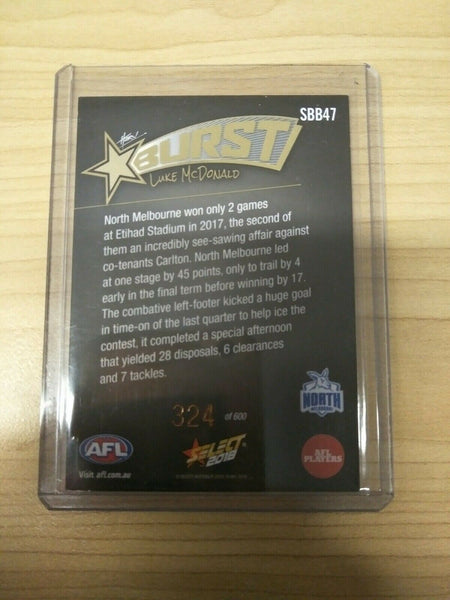 SBB47
BURST
LUKE MCDONALD
North Melbourne won only 2 games
at Etihad Stadium in 2017, the second of
them an incredibly see-sawing affair against
co-tenants Carlton. North Melbourne led
at one stage by 45 points, only to trail by 4
early in the final term before winning by 17.
The combative left-footer kicked a huge goal
in time-on of the last quarter to help ice the
contest, it completed a special afternoon
that yielded 28 disposals, 6 clearances
and 7 tackles.
324 of 600
NORTH
MELBOURNE
AFL
Visit afl.com.au
SELECT
2018
AFL
PLAYERS